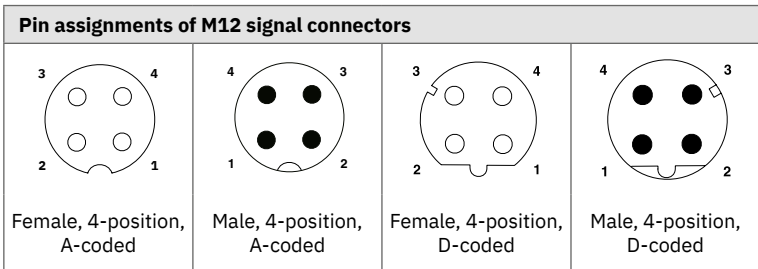 Pin assignments of M12 signal connectors
3 4
2 1
Female, 4-position,
A-coded
4 3
1 2
Male, 4-position,
A-coded
3 4
2 1
Female, 4-position,
D-coded
4 3
1 2
Male, 4-position,
D-coded